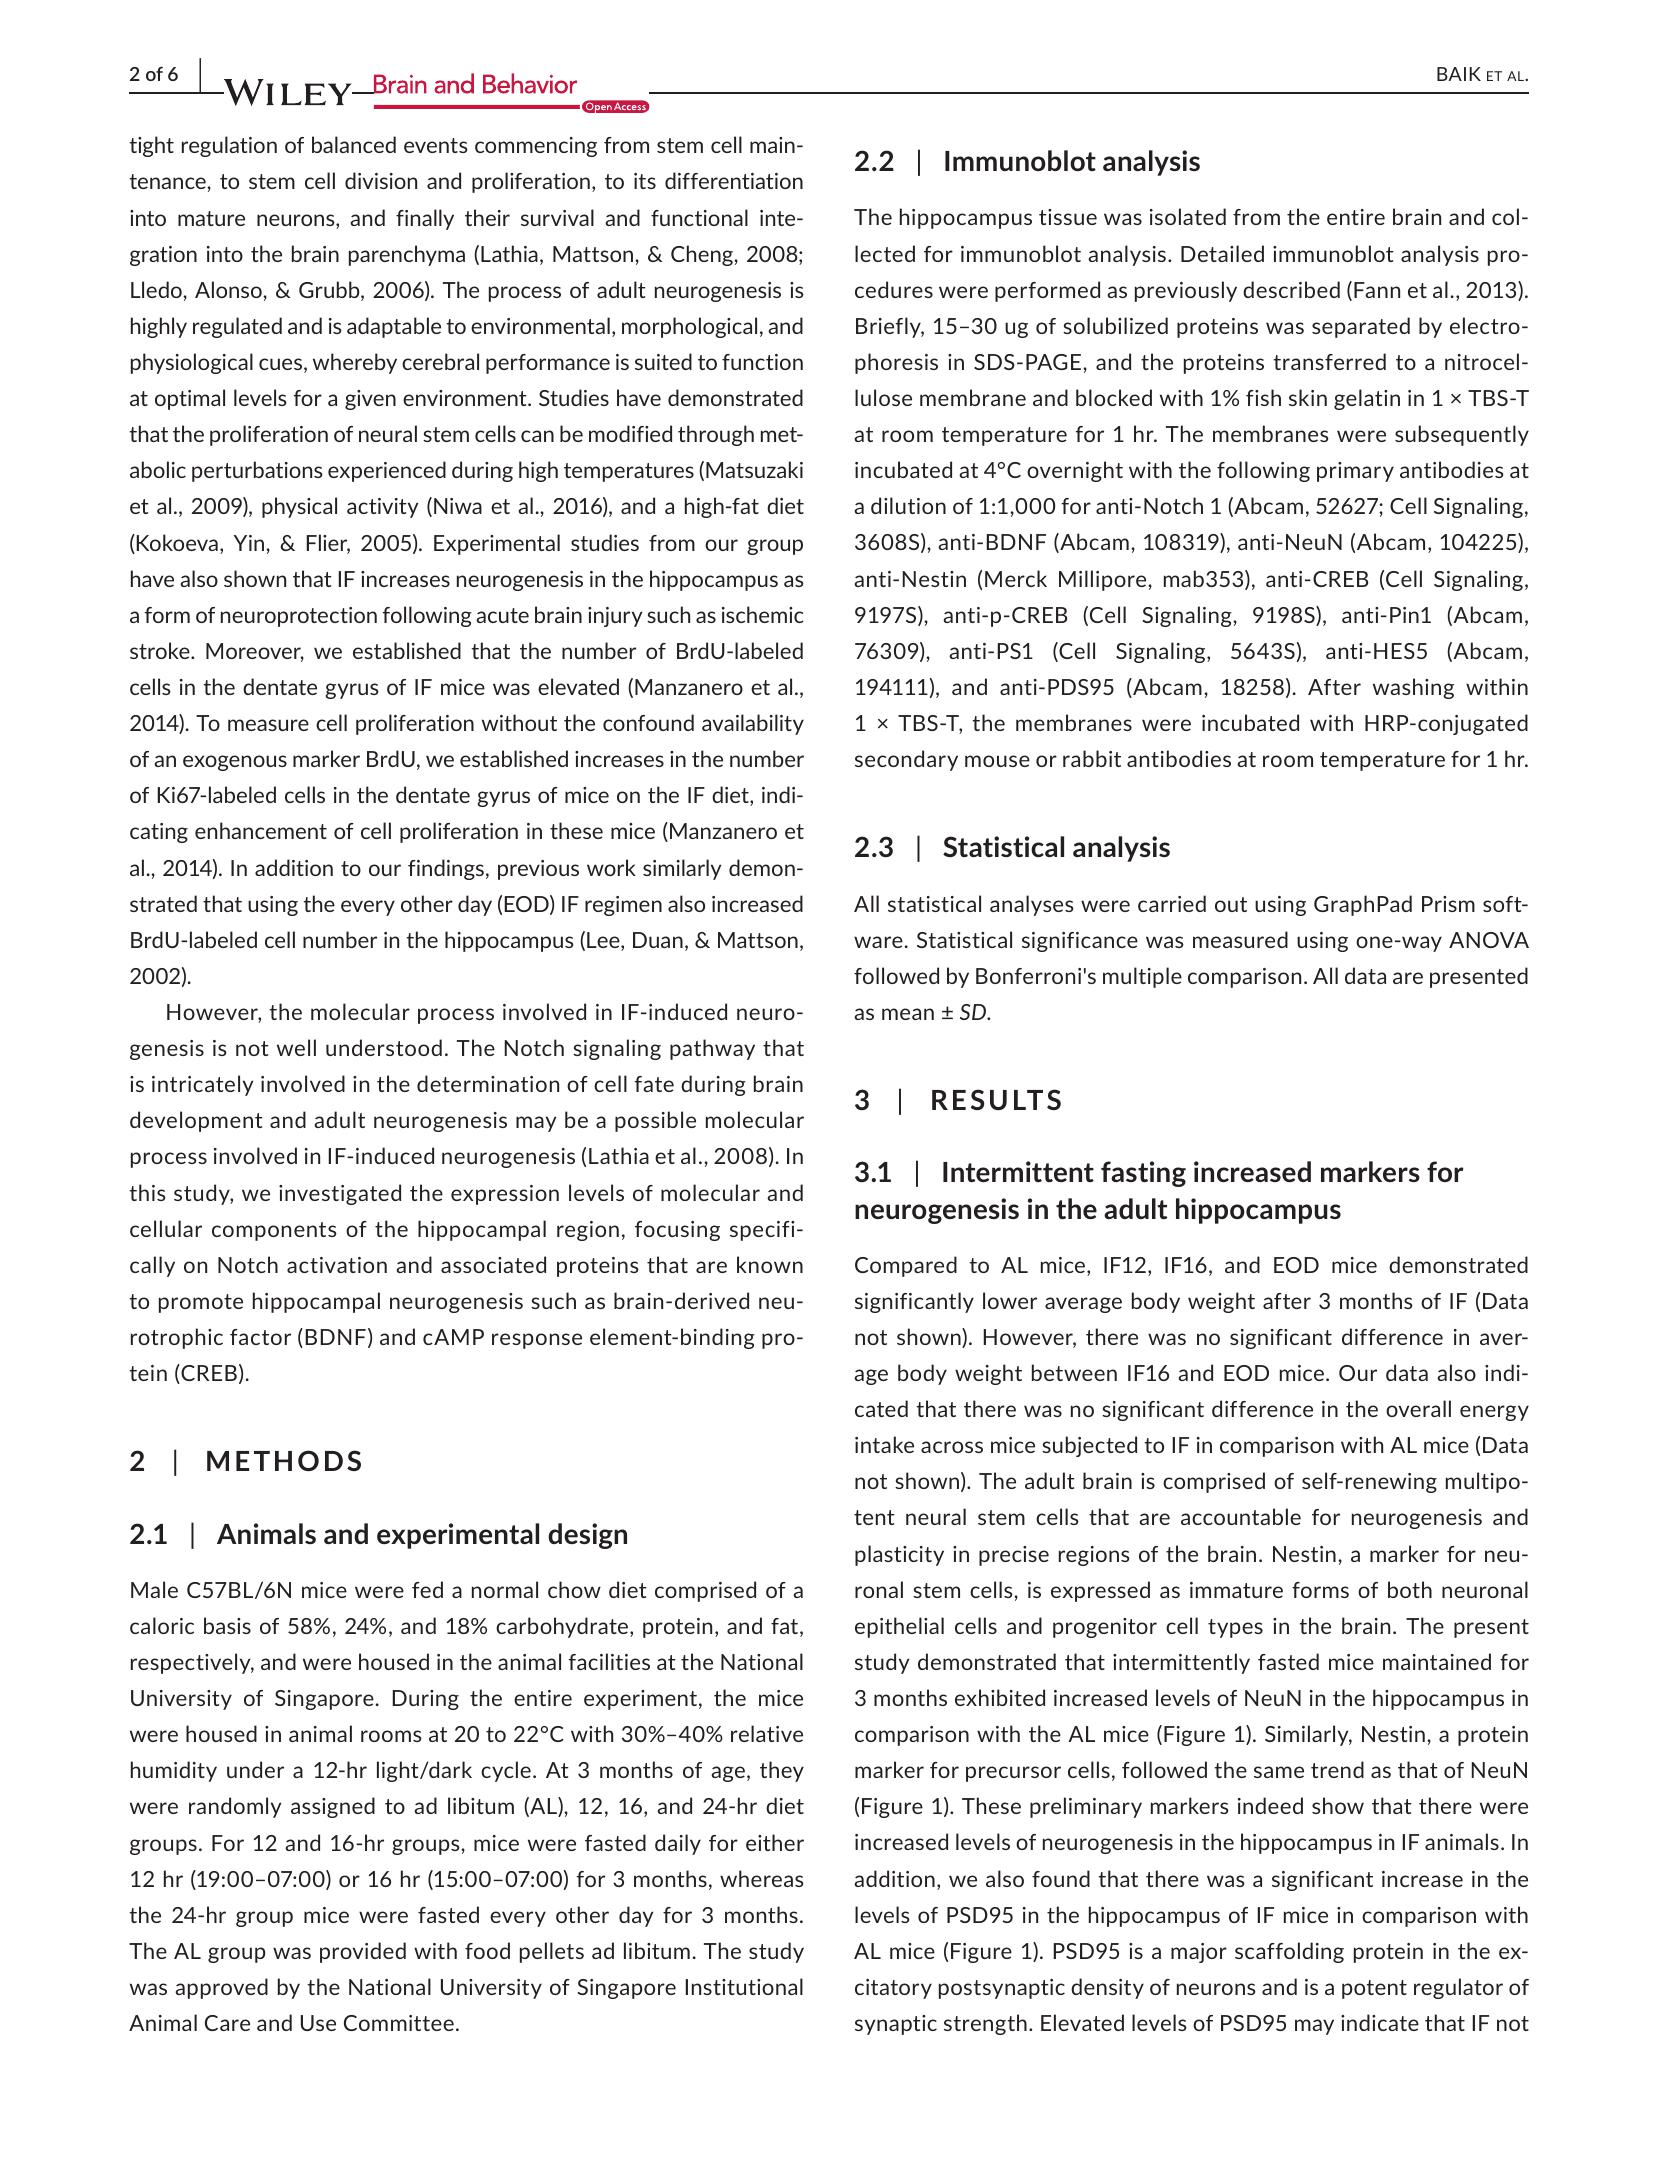 2 of 6
WILEY
Brain and Behavior
Open Access
BAIK ET AL.
tight regulation of balanced events commencing from stem cell main-
tenance, to stem cell division and proliferation, to its differentiation
into mature neurons, and finally their survival and functional inte-
gration into the brain parenchyma (Lathia, Mattson, & Cheng, 2008;
Lledo, Alonso, & Grubb, 2006). The process of adult neurogenesis is
highly regulated and is adaptable to environmental, morphological, and
physiological cues, whereby cerebral performance is suited to function
at optimal levels for a given environment. Studies have demonstrated
that the proliferation of neural stem cells can be modified through met-
abolic perturbations experienced during high temperatures (Matsuzaki
et al., 2009), physical activity (Niwa et al., 2016), and a high-fat diet
(Kokoeva, Yin, & Flier, 2005). Experimental studies from our group
have also shown that IF increases neurogenesis in the hippocampus as
a form of neuroprotection following acute brain injury such as ischemic
stroke. Moreover, we established that the number of BrdU-labeled
cells in the dentate gyrus of IF mice was elevated (Manzanero et al.,
2014). To measure cell proliferation without the confound availability
of an exogenous marker BrdU, we established increases in the number
of Ki67-labeled cells in the dentate gyrus of mice on the IF diet, indi-
cating enhancement of cell proliferation in these mice (Manzanero et
al., 2014). In addition to our findings, previous work similarly demon-
strated that using the every other day (EOD) IF regimen also increased
BrdU-labeled cell number in the hippocampus (Lee, Duan, & Mattson,
2002).
However, the molecular process involved in IF-induced neuro-
genesis is not well understood. The Notch signaling pathway that
is intricately involved in the determination of cell fate during brain
development and adult neurogenesis may be a possible molecular
process involved in IF-induced neurogenesis (Lathia et al., 2008). In
this study, we investigated the expression levels of molecular and
cellular components of the hippocampal region, focusing specifi-
cally on Notch activation and associated proteins that are known
to promote hippocampal neurogenesis such as brain-derived neu-
rotrophic factor (BDNF) and cAMP response element-binding pro-
tein (CREB).
2 | METHODS
2.1 | Animals and experimental design
Male C57BL/6N mice were fed a normal chow diet comprised of a
caloric basis of 58%, 24%, and 18% carbohydrate, protein, and fat,
respectively, and were housed in the animal facilities at the National
University of Singapore. During the entire experiment, the mice
were housed in animal rooms at 20 to 22°C with 30%–40% relative
humidity under a 12-hr light/dark cycle. At 3 months of age, they
were randomly assigned to ad libitum (AL), 12, 16, and 24-hr diet
groups. For 12 and 16-hr groups, mice were fasted daily for either
12 hr (19:00–07:00) or 16 hr (15:00–07:00) for 3 months, whereas
the 24-hr group mice were fasted every other day for 3 months.
The AL group was provided with food pellets ad libitum. The study
was approved by the National University of Singapore Institutional
Animal Care and Use Committee.
2.2 | Immunoblot analysis
The hippocampus tissue was isolated from the entire brain and col-
lected for immunoblot analysis. Detailed immunoblot analysis pro-
cedures were performed as previously described (Fann et al., 2013).
Briefly, 15–30 ug of solubilized proteins was separated by electro-
phoresis in SDS-PAGE, and the proteins transferred to a nitrocel-
lulose membrane and blocked with 1% fish skin gelatin in 1 × TBS-T
at room temperature for 1 hr. The membranes were subsequently
incubated at 4°C overnight with the following primary antibodies at
a dilution of 1:1,000 for anti-Notch 1 (Abcam, 52627; Cell Signaling,
3608S), anti-BDNF (Abcam, 108319), anti-NeuN (Abcam, 104225),
anti-Nestin (Merck Millipore, mab353), anti-CREB (Cell Signaling,
9197S), anti-p-CREB (Cell Signaling, 9198S), anti-Pin1 (Abcam,
76309), anti-PS1 (Cell Signaling, 5643S), anti-HES5 (Abcam,
194111), and anti-PDS95 (Abcam, 18258). After washing within
1 × TBS-T, the membranes were incubated with HRP-conjugated
secondary mouse or rabbit antibodies at room temperature for 1 hr.
2.3 | Statistical analysis
All statistical analyses were carried out using GraphPad Prism soft-
ware. Statistical significance was measured using one-way ANOVA
followed by Bonferroni's multiple comparison. All data are presented
as mean ± SD.
3 | RESULTS
3.1 | Intermittent fasting increased markers for
neurogenesis in the adult hippocampus
Compared to AL mice, IF12, IF16, and EOD mice demonstrated
significantly lower average body weight after 3 months of IF (Data
not shown). However, there was no significant difference in aver-
age body weight between IF16 and EOD mice. Our data also indi-
cated that there was no significant difference in the overall energy
intake across mice subjected to IF in comparison with AL mice (Data
not shown). The adult brain is comprised of self-renewing multipo-
tent neural stem cells that are accountable for neurogenesis and
plasticity in precise regions of the brain. Nestin, a marker for neu-
ronal stem cells, is expressed as immature forms of both neuronal
epithelial cells and progenitor cell types in the brain. The present
study demonstrated that intermittently fasted mice maintained for
3 months exhibited increased levels of NeuN in the hippocampus in
comparison with the AL mice (Figure 1). Similarly, Nestin, a protein
marker for precursor cells, followed the same trend as that of NeuN
(Figure 1). These preliminary markers indeed show that there were
increased levels of neurogenesis in the hippocampus in IF animals. In
addition, we also found that there was a significant increase in the
levels of PSD95 in the hippocampus of IF mice in comparison with
AL mice (Figure 1). PSD95 is a major scaffolding protein in the ex-
citatory postsynaptic density of neurons and is a potent regulator of
synaptic strength. Elevated levels of PSD95 may indicate that IF not